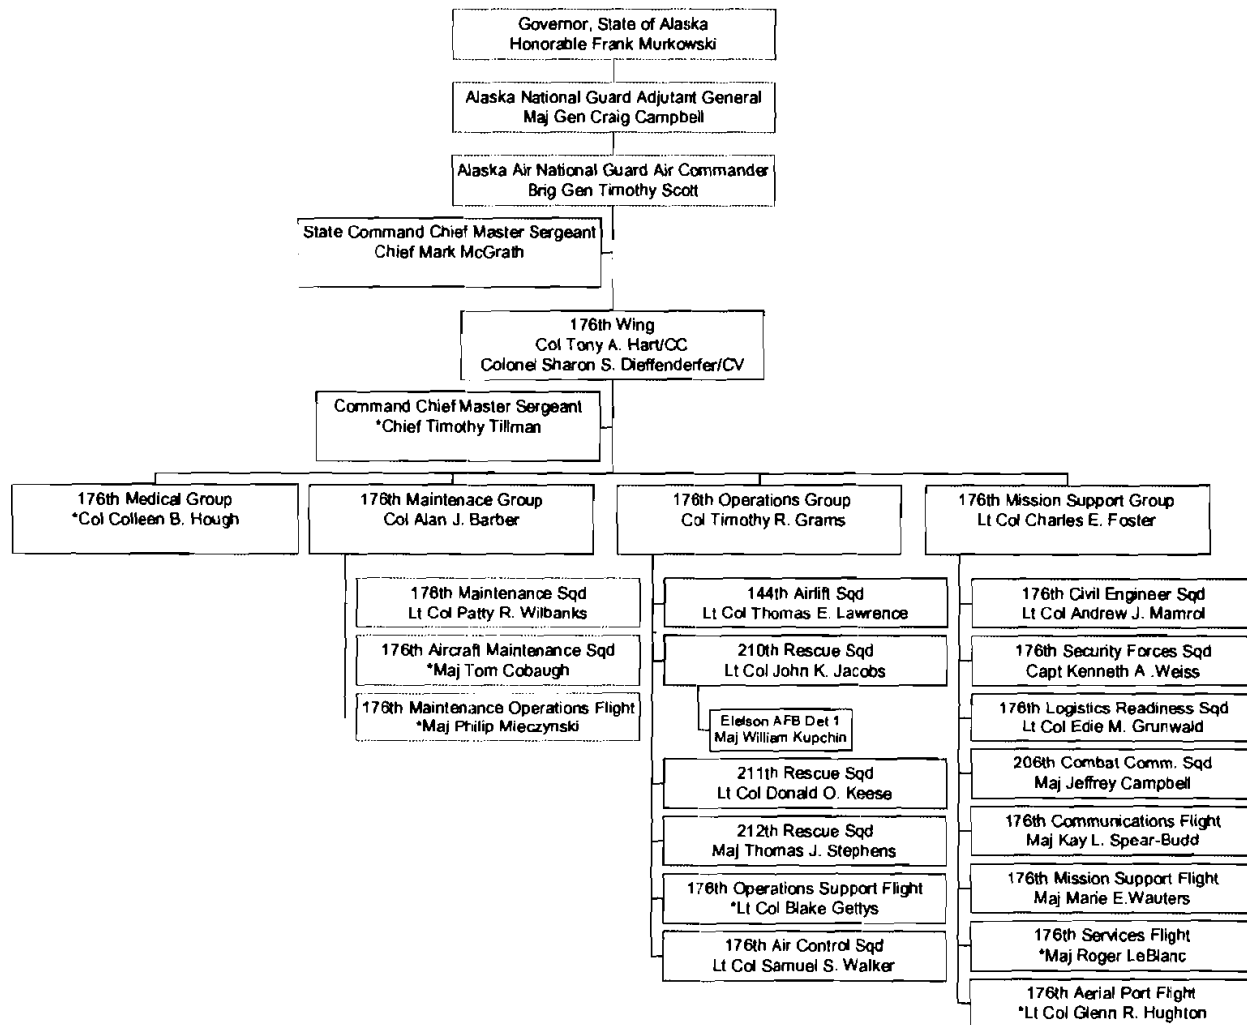 Governor, State of Alaska
Honorable Frank Murkowski
Alaska National Guard Adjutant General
Maj Gen Craig Campbell
Alaska Air National Guard Air Commander
Brig Gen Timothy Scott
State Command Chief Master Sergeant
Chief Mark McGrath
176th Wing
Col Tony A. Hart/CC
Colonel Sharon S. Dieffenderfer/CV
Command Chief Master Sergeant
*Chief Timothy Tillman
176th Medical Group
*Col Colleen B. Hough
176th Maintenace Group
Col Alan J. Barber
176th Operations Group
Col Timothy R. Grams
176th Mission Support Group
Lt Col Charles E. Foster
176th Maintenance Sqd
Lt Col Patty R. Wilbanks
176th Aircraft Maintenance Sqd
*Maj Tom Cobaugh
176th Maintenance Operations Flight
*Maj Philip Mieczynski
144th Airlift Sqd
Lt Col Thomas E. Lawrence
210th Rescue Sqd
Lt Col John K. Jacobs
Eielson AFB Det 1
Maj William Kupchin
211th Rescue Sqd
Lt Col Donald O. Keese
212th Rescue Sqd
Maj Thomas J. Stephens
176th Operations Support Flight
*Lt Col Blake Gettys
176th Air Control Sqd
Lt Col Samuel S. Walker
176th Civil Engineer Sqd
Lt Col Andrew J. Mamrol
176th Security Forces Sqd
Capt Kenneth A .Weiss
176th Logistics Readiness Sqd
Lt Col Edie M. Grunwald
206th Combat Comm. Sqd
Maj Jeffrey Campbell
176th Communications Flight
Maj Kay L. Spear-Budd
176th Mission Support Flight
Maj Marie E.Wauters
176th Services Flight
*Maj Roger LeBlanc
176th Aerial Port Flight
*Lt Col Glenn R. Hughton